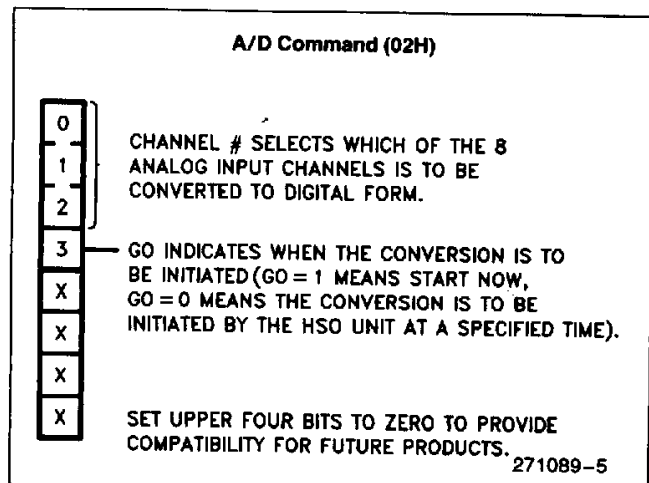 A/D Command (02H)
0
1
2
CHANNEL # SELECTS WHICH OF THE 8
ANALOG INPUT CHANNELS IS TO BE
CONVERTED TO DIGITAL FORM.
3
GO INDICATES WHEN THE CONVERSION IS TO
BE INITIATED (GO = 1 MEANS START NOW,
GO = 0 MEANS THE CONVERSION IS TO BE
INITIATED BY THE HSO UNIT AT A SPECIFIED TIME).
X
X
X
X
SET UPPER FOUR BITS TO ZERO TO PROVIDE
COMPATIBILITY FOR FUTURE PRODUCTS.
271089-5